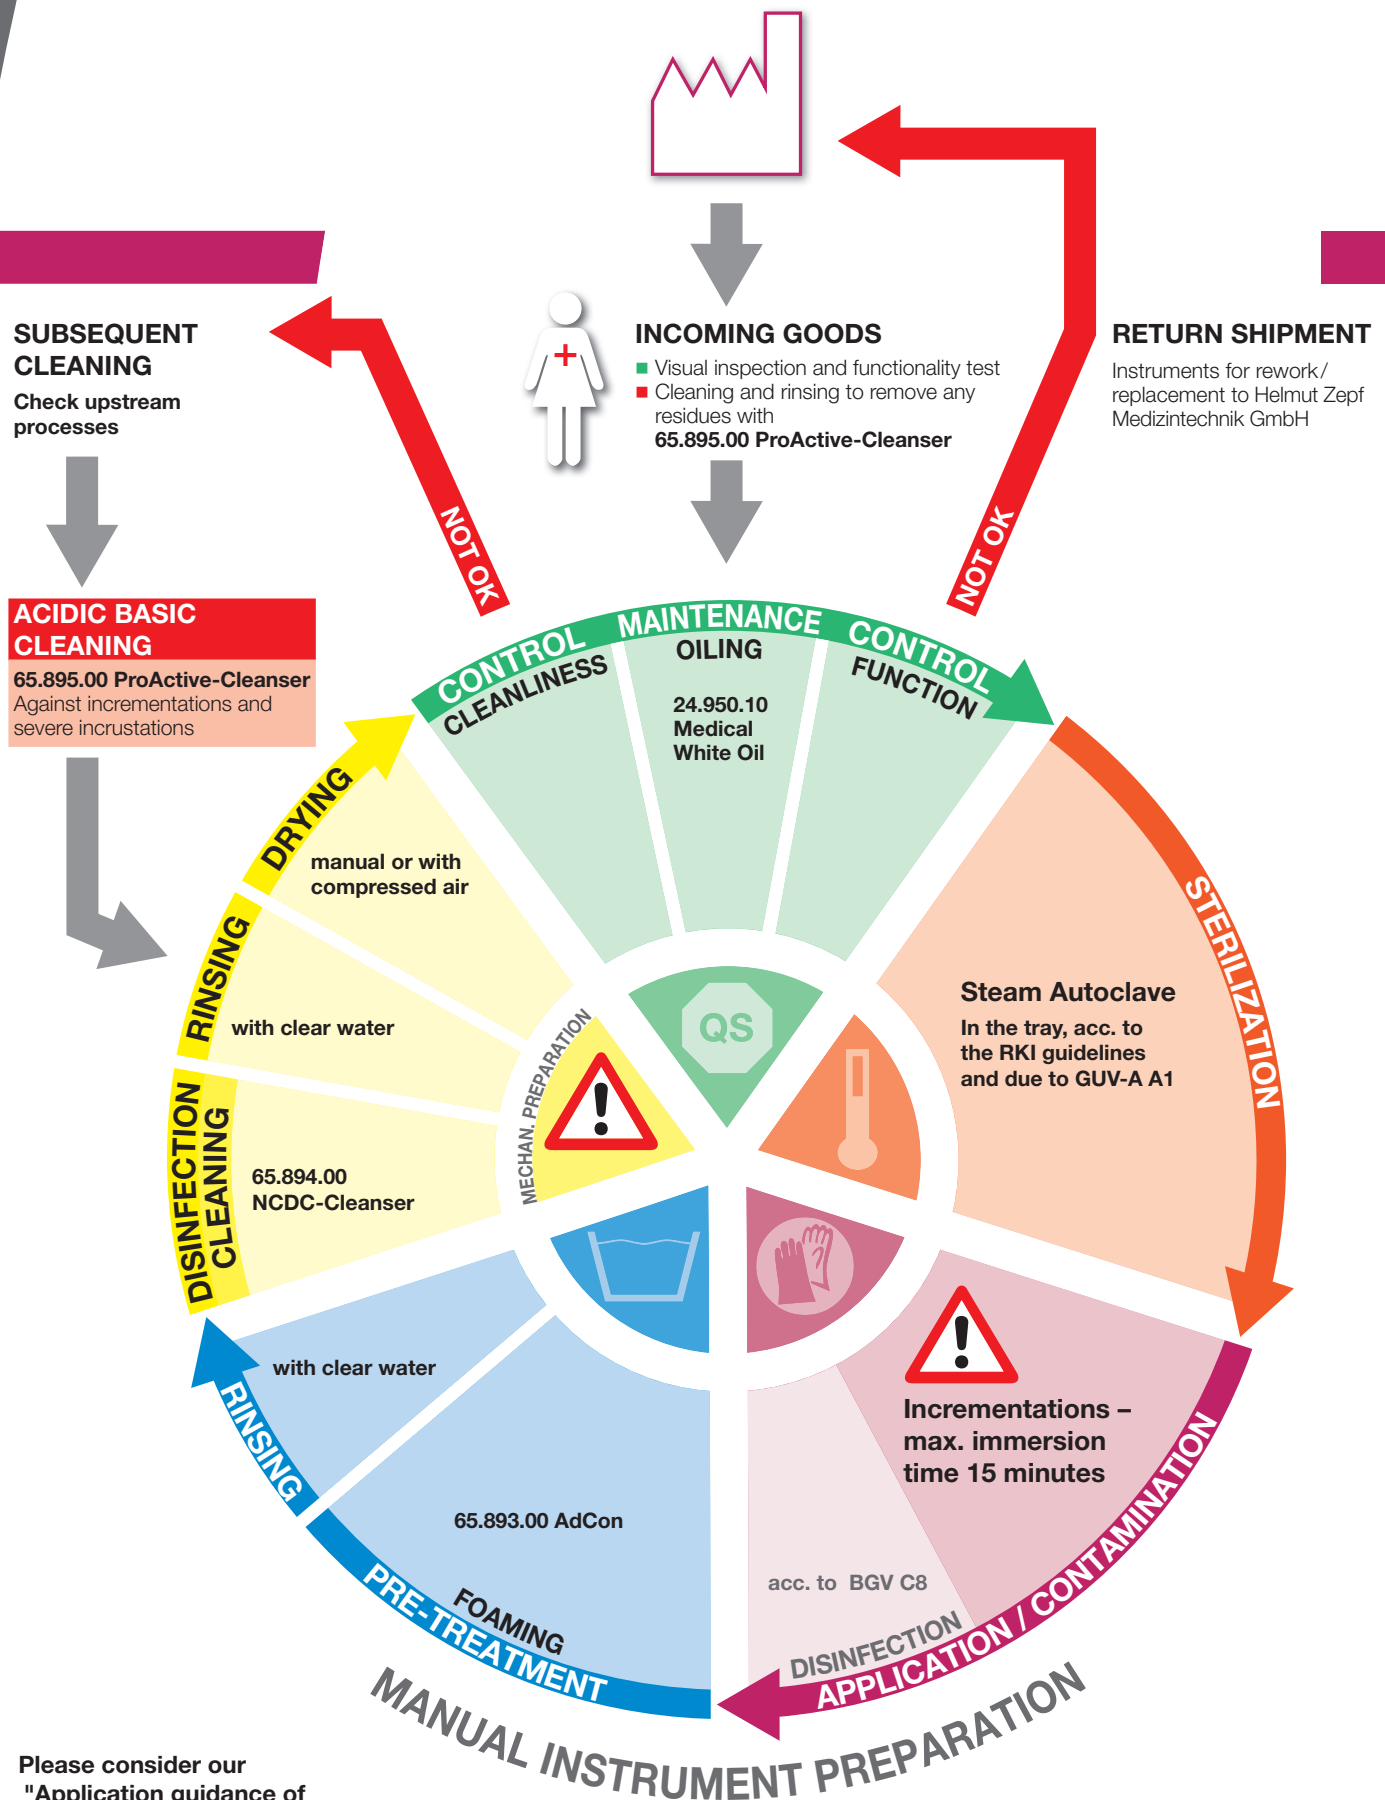 SUBSEQUENT
CLEANING
Check upstream
processes
ACIDIC BASIC
CLEANING
65.895.00 ProActive-Cleanser
Against incrementations and
severe incrustations
INCOMING GOODS
Visual inspection and functionality test
Cleaning and rinsing to remove any
residues with
65.895.00 ProActive-Cleanser
RETURN SHIPMENT
Instruments for rework/
replacement to Helmut Zepf
Medizintechnik GmbH
NOT OK
NOT OK
CONTROL
CLEANLINESS
MAINTENANCE
OILING
24.950.10
Medical
White Oil
CONTROL
FUNCTION
STERILIZATION
Steam Autoclave
In the tray, acc. to
the RKI guidelines
and due to GUV-A A1
QS
DRYING
manual or with
compressed air
RINSING
with clear water
MECHAN. PREPARATION
DISINFECTION
CLEANING
65.894.00
NCDC-Cleanser
RINSING
with clear water
65.893.00 AdCon
FOAMING
PRE-TREATMENT
Incrementations –
max. immersion
time 15 minutes
acc. to BGV C8
DISINFECTION
APPLICATION / CONTAMINATION
MANUAL INSTRUMENT PREPARATION
Please consider our
"Application guidance of